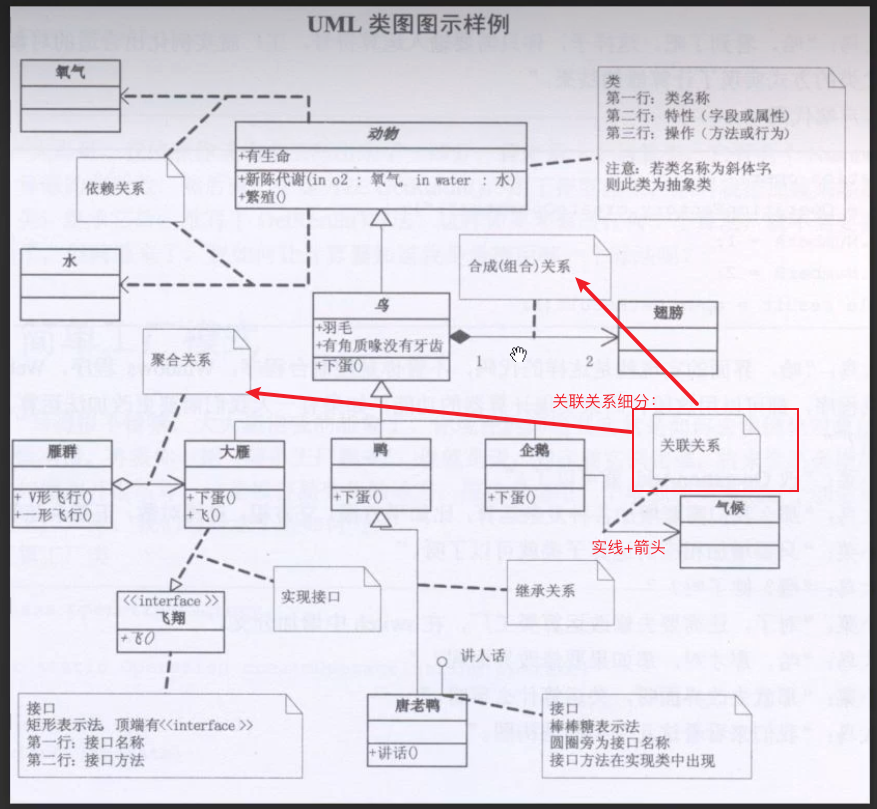 UML 类图图示样例
氧气
动物
+有生命
+新陈代谢(in o2 : 氧气, in water : 水)
+繁殖()
类
第一行: 类名称
第二行: 特性(字段或属性)
第三行: 操作(方法或行为)
注意: 若类名称为斜体字,
则此类为抽象类
依赖关系
水
合成(组合)关系
鸟
+羽毛
+有角质喙没有牙齿
+下蛋()
1
2
翅膀
聚合关系
关联关系细分:
关联关系
雁群
+ V形飞行()
+一形飞行()
大雁
+下蛋()
+飞()
鸭
+下蛋()
企鹅
+下蛋()
气候
实线+箭头
<<interface>>
飞翔
+飞()
实现接口
继承关系
讲人话
接口
矩形表示法, 顶端有<<interface>>
第一行: 接口名称
第二行: 接口方法
唐老鸭
+讲话()
接口
棒棒糖表示法
圆圈旁为接口名称
接口方法在实现类中出现